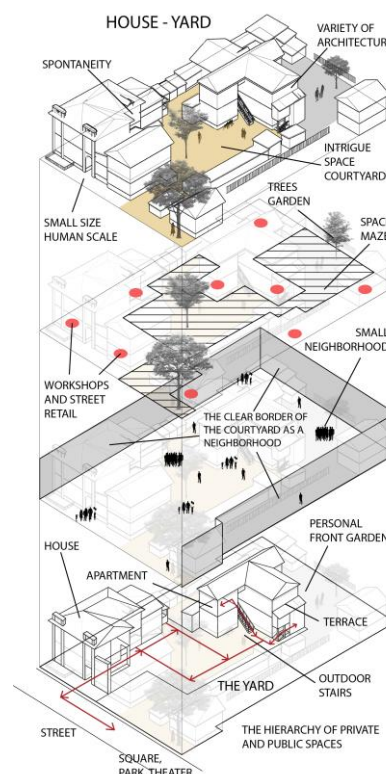 HOUSE - YARD
VARIETY OF
ARCHITECTURE
SPONTANEITY
INTRIGUE
SPACE
COURTYARD
TREES
GARDEN
SMALL SIZE
HUMAN SCALE
SPACE
MAZE
SMALL
NEIGHBORHOOD
WORKSHOPS
AND STREET
RETAIL
THE CLEAR BORDER OF
THE COURTYARD AS A
NEIGHBORHOOD
HOUSE
PERSONAL
FRONT GARDEN
APARTMENT
TERRACE
OUTDOOR
STAIRS
THE YARD
STREET
THE HIERARCHY OF PRIVATE
AND PUBLIC SPACES
SQUARE,
PARK, THEATER